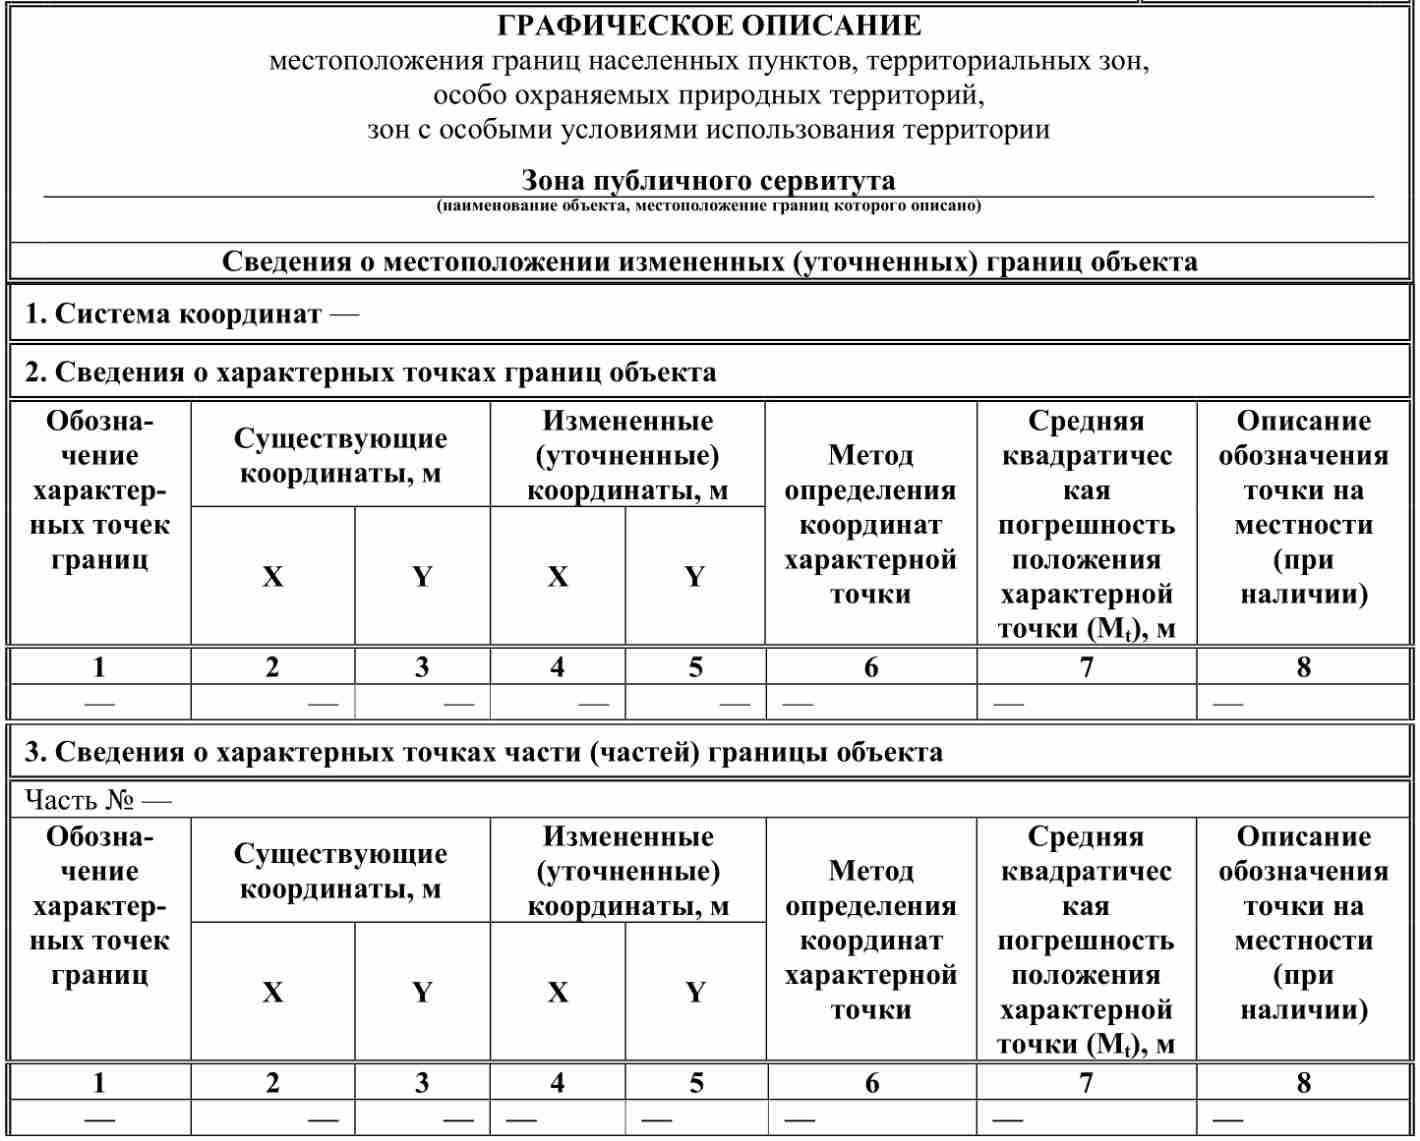 ГРАФИЧЕСКОЕ ОПИСАНИЕ
местоположения границ населенных пунктов, территориальных зон,
особо охраняемых природных территорий,
зон с особыми условиями использования территории
Зона публичного сервитута
(наименование объекта, местоположение границ которого описано)
Сведения о местоположении измененных (уточненных) границ объекта
1. Система координат —
2. Сведения о характерных точках границ объекта
Обозна-
чение
характер-
ных точек
границ
Существующие
координаты, м
X
Y
Измененные
(уточненные)
координаты, м
X
Y
Метод
определения
координат
характерной
точки
Средняя
квадратичес
кая
погрешность
положения
характерной
точки (Mt), м
Описание
обозначения
точки на
местности
(при
наличии)
1 2 3 4 5 6 7 8
— — — — — — — —
3. Сведения о характерных точках части (частей) границы объекта
Часть № —
Обозна-
чение
характер-
ных точек
границ
Существующие
координаты, м
X
Y
Измененные
(уточненные)
координаты, м
X
Y
Метод
определения
координат
характерной
точки
Средняя
квадратичес
кая
погрешность
положения
характерной
точки (Mt), м
Описание
обозначения
точки на
местности
(при
наличии)
1 2 3 4 5 6 7 8
— — — — — — — —